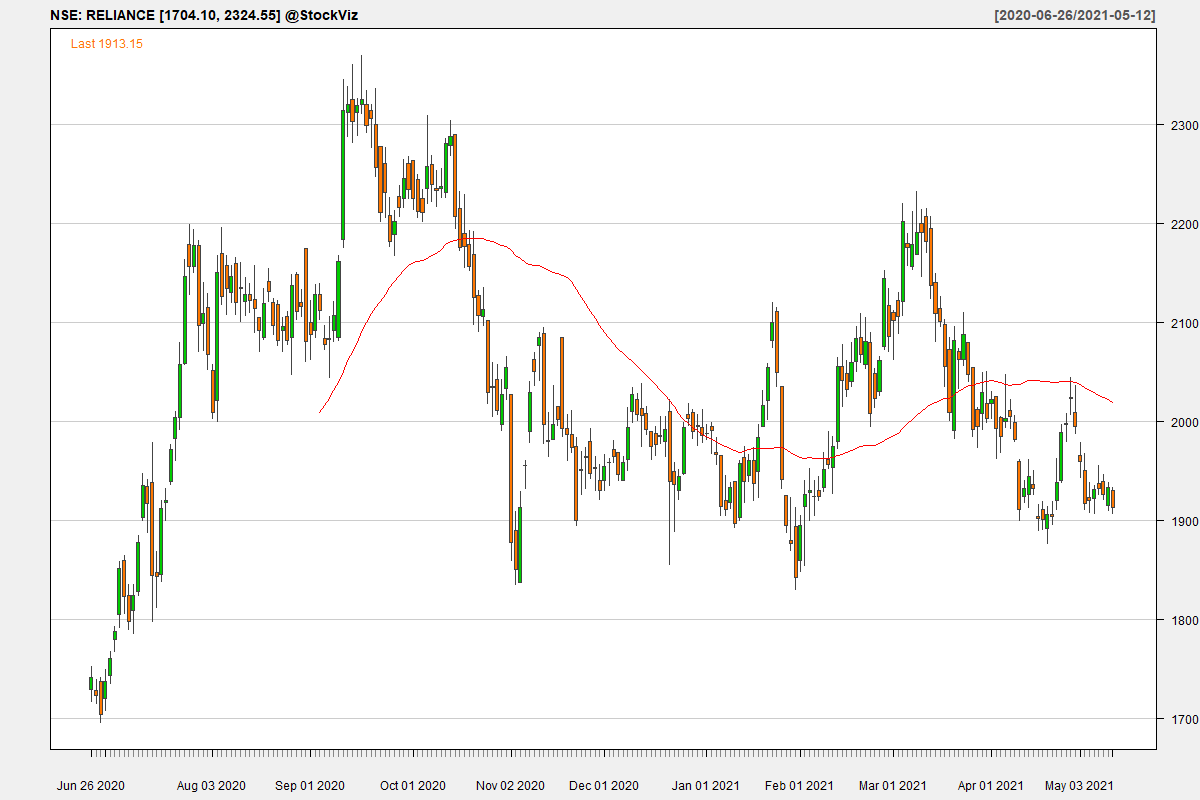 NSE: RELIANCE [1704.10, 2324.55] @StockViz [2020-06-26/2021-05-12]
Last 1913.15
2300
2200
2100
2000
1900
1800
1700
Jun 26 2020 Aug 03 2020 Sep 01 2020 Oct 01 2020 Nov 02 2020 Dec 01 2020 Jan 01 2021 Feb 01 2021 Mar 01 2021 Apr 01 2021 May 03 2021